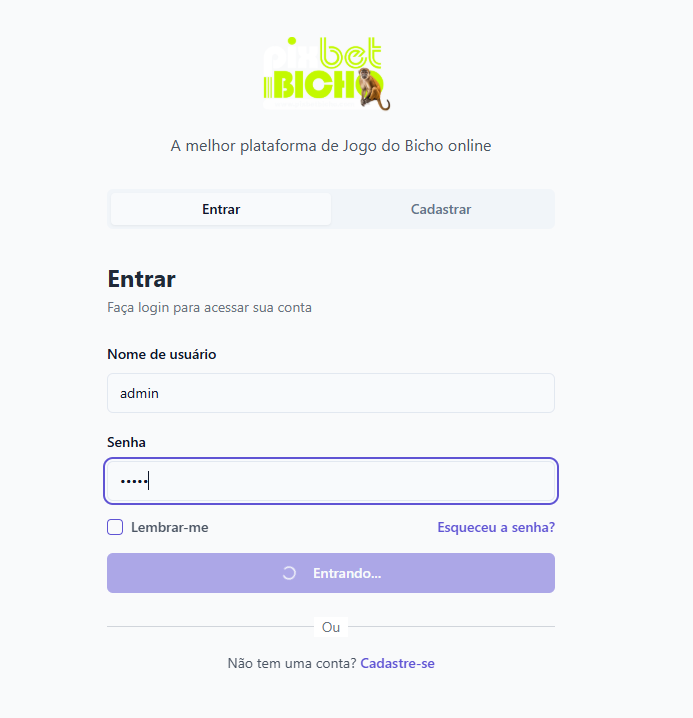 pixbet
BICHO
A melhor plataforma de Jogo do Bicho online
Entrar
Cadastrar
Entrar
Faça login para acessar sua conta
Nome de usuário
admin
Senha
•••••
Lembrar-me
Esqueceu a senha?
Entrando...
Ou
Não tem uma conta? Cadastre-se